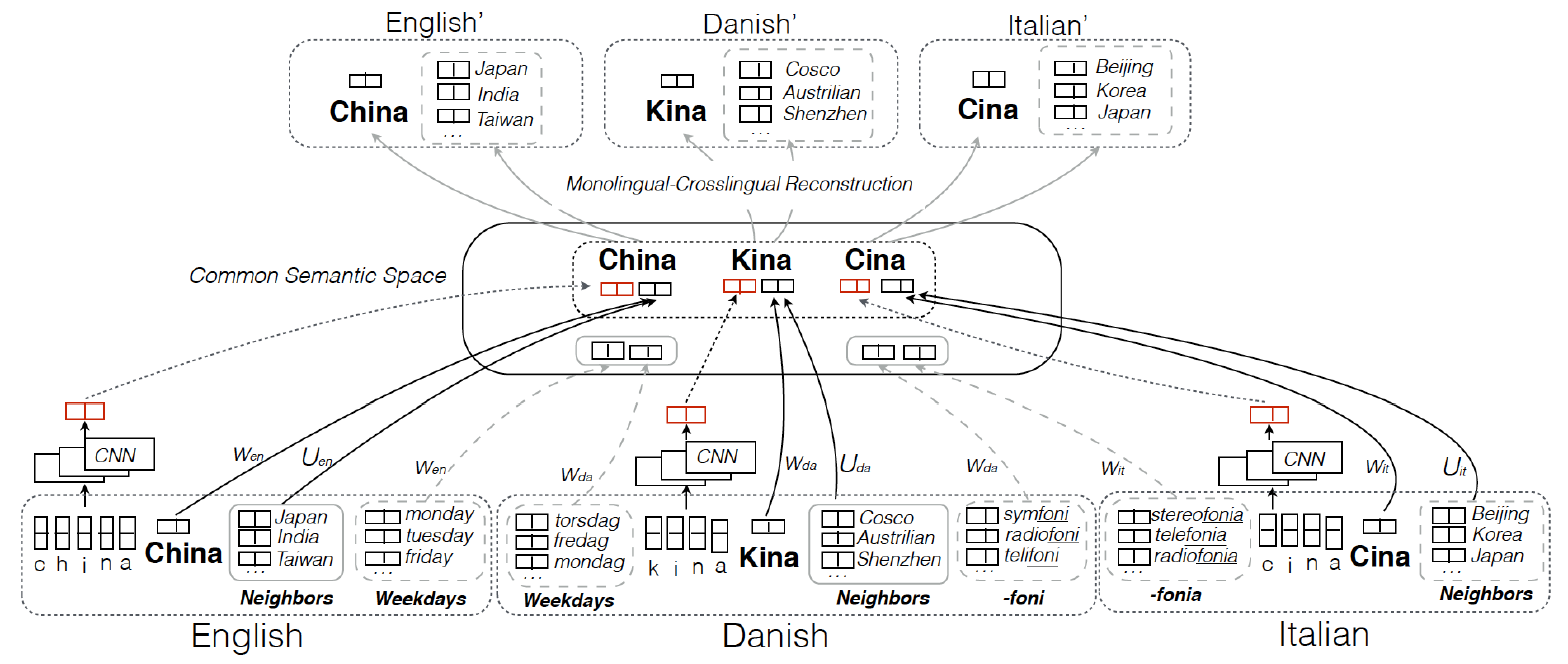 English’
Danish’
Italian’
China
Japan
India
Taiwan
...
Kina
Cosco
Austrilian
Shenzhen
...
Cina
Beijing
Korea
Japan
...
Monolingual-Crosslingual Reconstruction
Common Semantic Space
China
Kina
Cina
CNN
CNN
CNN
Wen
Uen
Wen
Wda
Wda
Uda
Wda
Wit
Wit
Uit
c h i n a
China
Japan
India
Taiwan
...
Neighbors
monday
tuesday
friday
...
Weekdays
English
torsdag
fredag
mondag
...
Weekdays
k i n a
Kina
Cosco
Austrilian
Shenzhen
...
Neighbors
symfoni
radiofoni
telifoni
...
-foni
Danish
stereofonia
telefonia
radiofonia
...
-fonia
c i n a
Cina
Beijing
Korea
Japan
...
Neighbors
Italian